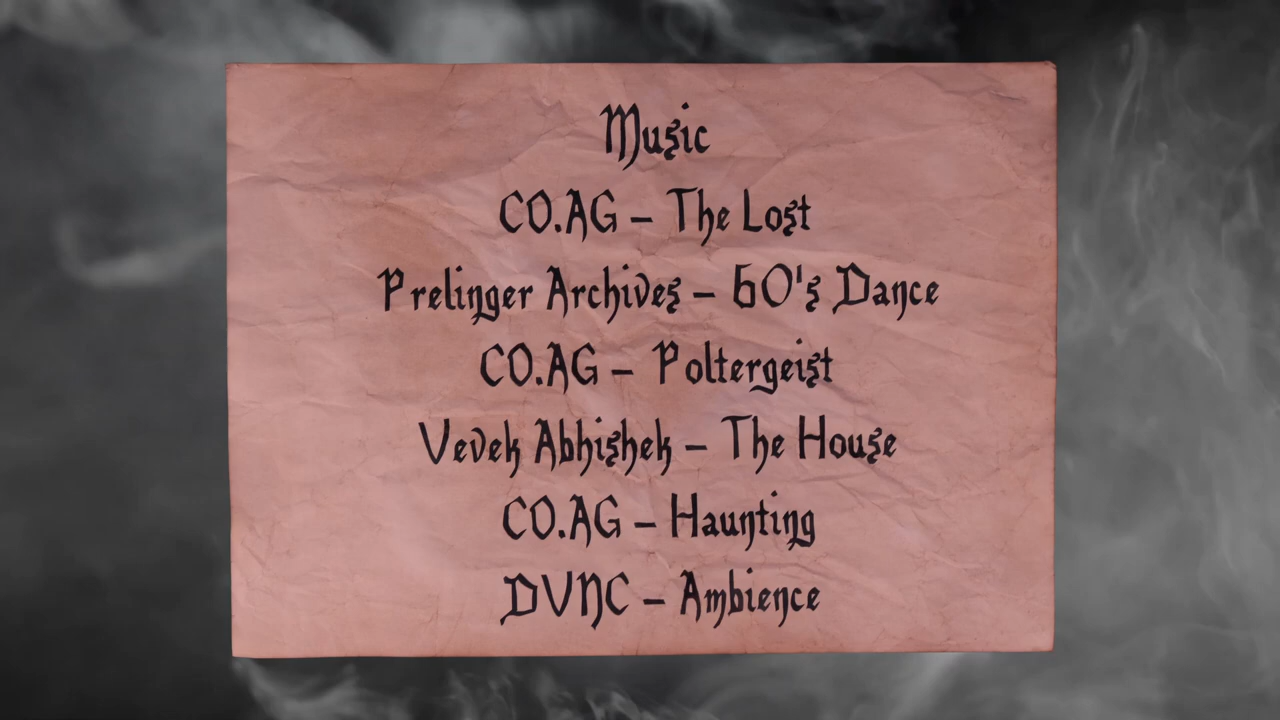 Music
CO.AG – The Lost
Prelinger Archives – 60's Dance
CO.AG – Poltergeist
Vevek Abhishek – The House
CO.AG – Haunting
DVNC – Ambience